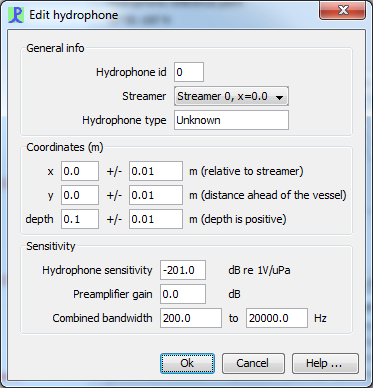 Edit hydrophone
General info
Hydrophone id 0
Streamer Streamer 0, x=0.0
Hydrophone type Unknown
Coordinates (m)
x 0.0 +/- 0.01 m (relative to streamer)
y 0.0 +/- 0.01 m (distance ahead of the vessel)
depth 0.1 +/- 0.01 m (depth is positive)
Sensitivity
Hydrophone sensitivity -201.0 dB re 1V/uPa
Preamplifier gain 0.0 dB
Combined bandwidth 200.0 to 20000.0 Hz
Ok Cancel Help ...